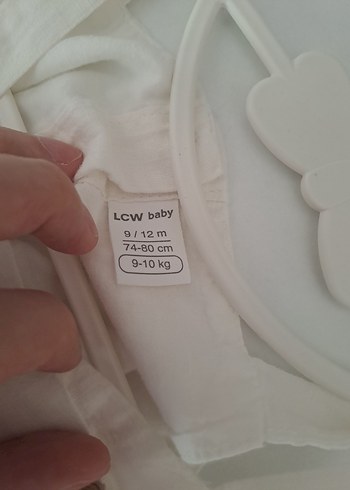 LCW baby
9 / 12 m
74-80 cm
9-10 kg